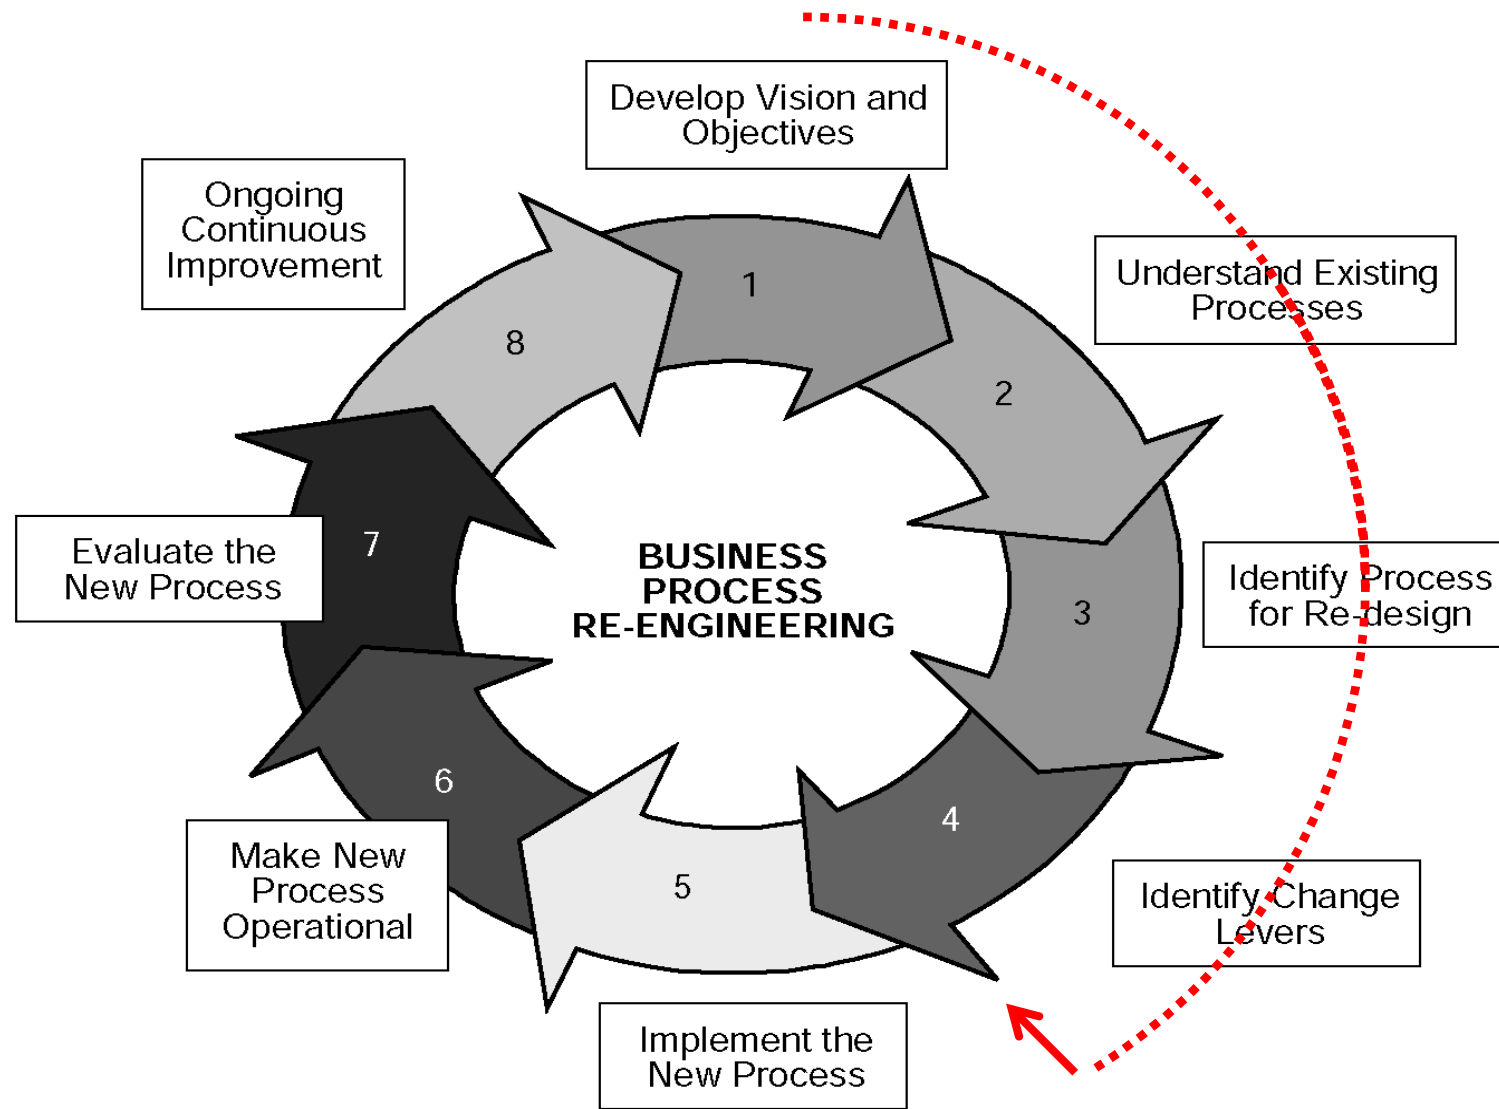 Develop Vision and
Objectives
Ongoing
Continuous
Improvement
Understand Existing
Processes
1
8
2
BUSINESS
PROCESS
RE-ENGINEERING
7
Evaluate the
New Process
3
Identify Process
for Re-design
6
4
Make New
Process
Operational
5
Identify Change
Levers
Implement the
New Process